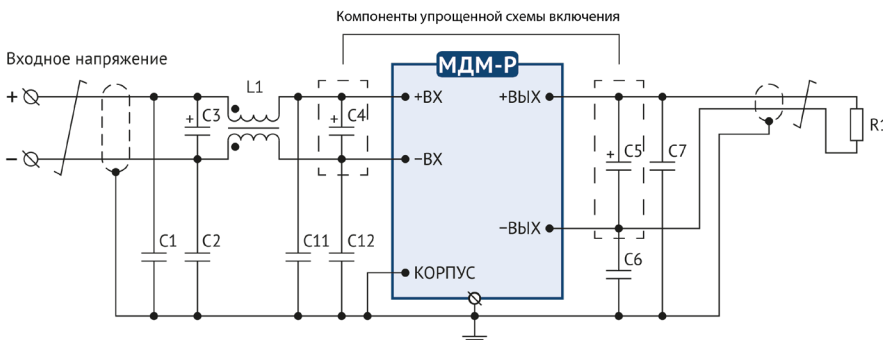 Компоненты упрощенной схемы включения
Входное напряжение
МДМ-Р
+
L1
C3
+
C4
+
+ВХ
+ВЫХ
R1
−
−ВХ
C5
+
C7
−ВЫХ
C1
C2
C11
C12
C6
КОРПУС